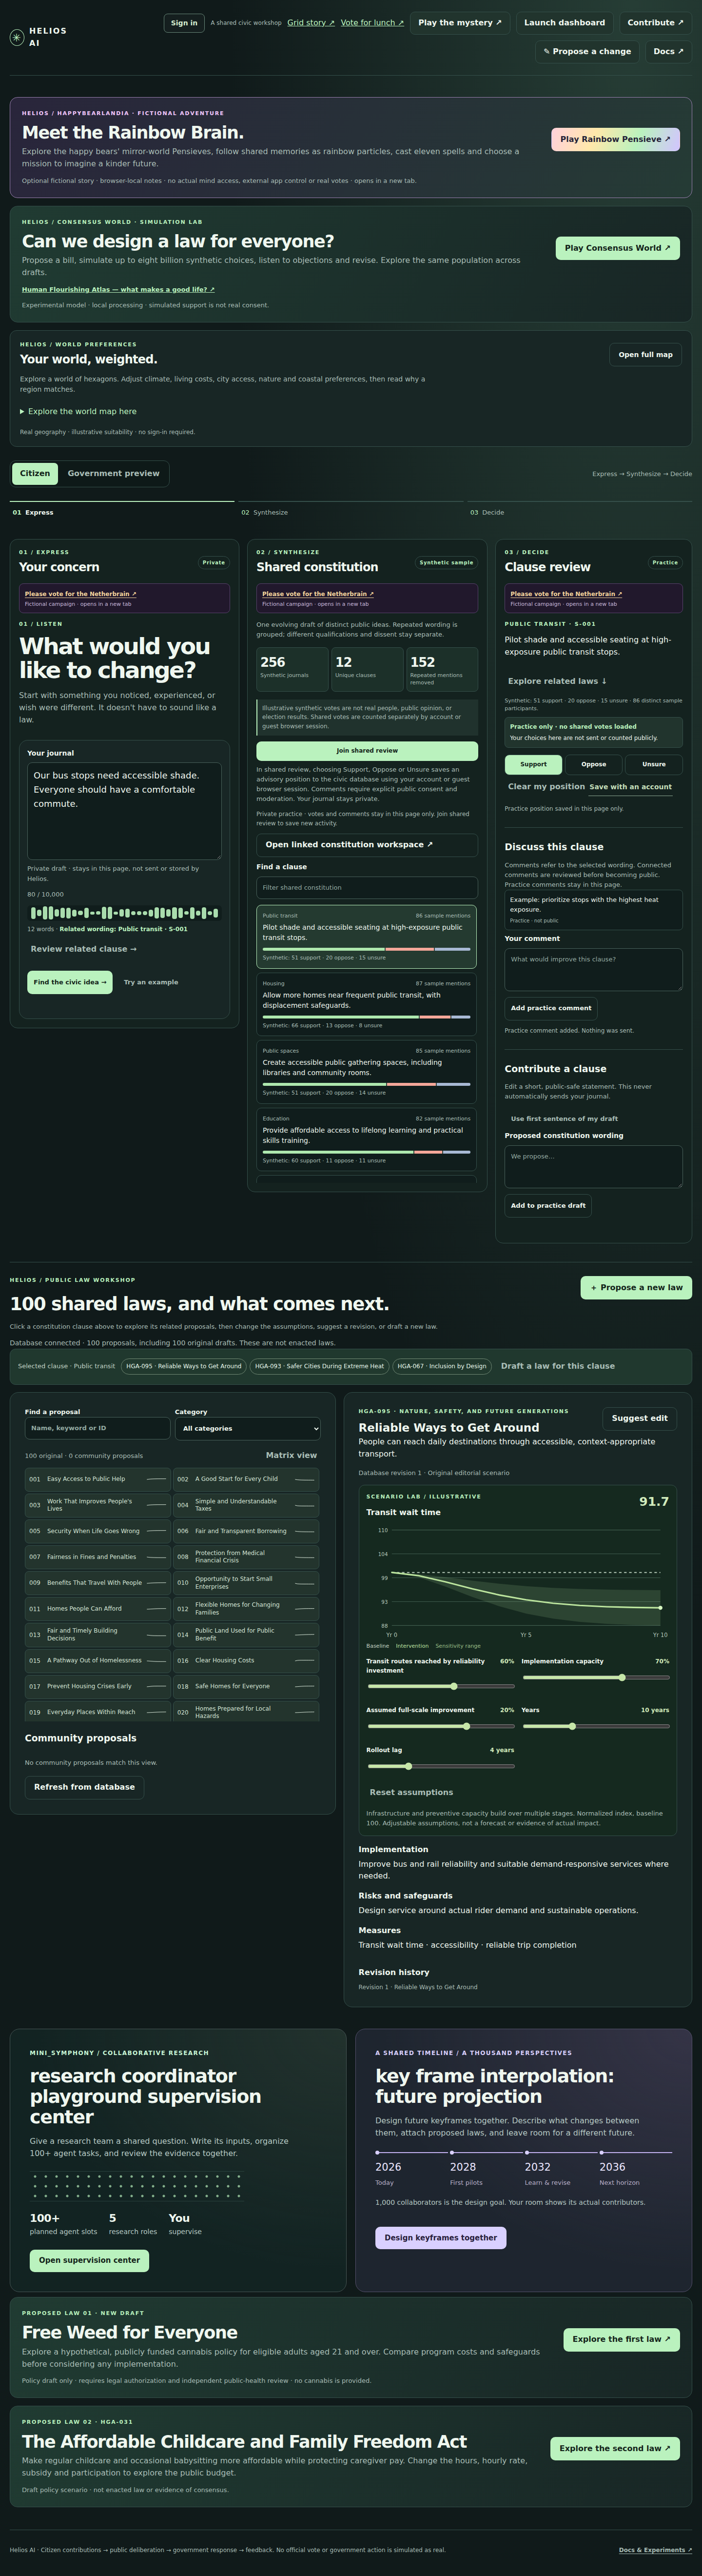 HELIOS AI
Sign in
A shared civic workshop
Grid story ↗
Vote for lunch ↗
Play the mystery ↗
Launch dashboard
Contribute ↗
✎ Propose a change
Docs ↗
HELIOS / HAPPYBEARLANDIA · FICTIONAL ADVENTURE
Meet the Rainbow Brain.
Explore the happy bears' mirror-world Pensieves, follow shared memories as rainbow particles, cast eleven spells and choose a
mission to imagine a kinder future.
Optional fictional story · browser-local notes · no actual mind access, external app control or real votes · opens in a new tab.
Play Rainbow Pensieve ↗
HELIOS / CONSENSUS WORLD · SIMULATION LAB
Can we design a law for everyone?
Propose a bill, simulate up to eight billion synthetic choices, listen to objections and revise. Explore the same population across
drafts.
Human Flourishing Atlas — what makes a good life? ↗
Experimental model · local processing · simulated support is not real consent.
Play Consensus World ↗
HELIOS / WORLD PREFERENCES
Your world, weighted.
Explore a world of hexagons. Adjust climate, living costs, city access, nature and coastal preferences, then read why a
region matches.
▶ Explore the world map here
Real geography · illustrative suitability · no sign-in required.
Open full map
Citizen
Government preview
Express → Synthesize → Decide
01 Express
02 Synthesize
03 Decide
01 / EXPRESS
Your concern
Private
Please vote for the Netherbrain ↗
Fictional campaign · opens in a new tab
01 / LISTEN
What would you
like to change?
Start with something you noticed, experienced, or
wish were different. It doesn't have to sound like a
law.
Your journal
Our bus stops need accessible shade.
Everyone should have a comfortable
commute.
Private draft · stays in this page, not sent or stored by
Helios.
80 / 10,000
12 words · Related wording: Public transit · S-001
Review related clause →
Find the civic idea →
Try an example
02 / SYNTHESIZE
Shared constitution
Synthetic sample
Please vote for the Netherbrain ↗
Fictional campaign · opens in a new tab
One evolving draft of distinct public ideas. Repeated wording is
grouped; different qualifications and dissent stay separate.
256
Synthetic journals
12
Unique clauses
152
Repeated mentions
removed
Illustrative synthetic votes are not real people, public opinion, or
election results. Shared votes are counted separately by account or
guest browser session.
Join shared review
In shared review, choosing Support, Oppose or Unsure saves an
advisory position to the civic database using your account or guest
browser session. Comments require explicit public consent and
moderation. Your journal stays private.
Private practice · votes and comments stay in this page only. Join shared
review to save new activity.
Open linked constitution workspace ↗
Find a clause
Filter shared constitution
Public transit
86 sample mentions
Pilot shade and accessible seating at high-exposure public
transit stops.
Synthetic: 51 support · 20 oppose · 15 unsure
Housing
87 sample mentions
Allow more homes near frequent public transit, with
displacement safeguards.
Synthetic: 66 support · 13 oppose · 8 unsure
Public spaces
85 sample mentions
Create accessible public gathering spaces, including
libraries and community rooms.
Synthetic: 51 support · 20 oppose · 14 unsure
Education
82 sample mentions
Provide affordable access to lifelong learning and practical
skills training.
Synthetic: 60 support · 11 oppose · 11 unsure
03 / DECIDE
Clause review
Practice
Please vote for the Netherbrain ↗
Fictional campaign · opens in a new tab
PUBLIC TRANSIT · S-001
Pilot shade and accessible seating at high-
exposure public transit stops.
Explore related laws ↓
Synthetic: 51 support · 20 oppose · 15 unsure · 86 distinct sample
participants.
Practice only · no shared votes loaded
Your choices here are not sent or counted publicly.
Support
Oppose
Unsure
Clear my position
Save with an account
Practice position saved in this page only.
Discuss this clause
Comments refer to the selected wording. Connected
comments are reviewed before becoming public.
Practice comments stay in this page.
Example: prioritize stops with the highest heat
exposure.
Practice · not public
Your comment
What would improve this clause?
Add practice comment
Practice comment added. Nothing was sent.
Contribute a clause
Edit a short, public-safe statement. This never
automatically sends your journal.
Use first sentence of my draft
Proposed constitution wording
We propose…
Add to practice draft
HELIOS / PUBLIC LAW WORKSHOP
100 shared laws, and what comes next.
+ Propose a new law
Click a constitution clause above to explore its related proposals, then change the assumptions, suggest a revision, or draft a new law.
Database connected · 100 proposals, including 100 original drafts. These are not enacted laws.
Selected clause · Public transit
HGA-095 · Reliable Ways to Get Around
HGA-093 · Safer Cities During Extreme Heat
HGA-067 · Inclusion by Design
Draft a law for this clause
Find a proposal
Name, keyword or ID
Category
All categories
100 original · 0 community proposals
Matrix view
001 Easy Access to Public Help
002 A Good Start for Every Child
003 Work That Improves People's
Lives
004 Simple and Understandable
Taxes
005 Security When Life Goes Wrong
006 Fair and Transparent Borrowing
007 Fairness in Fines and Penalties
008 Protection from Medical
Financial Crisis
009 Benefits That Travel With People
010 Opportunity to Start Small
Enterprises
011 Homes People Can Afford
012 Flexible Homes for Changing
Families
013 Fair and Timely Building
Decisions
014 Public Land Used for Public
Benefit
015 A Pathway Out of Homelessness
016 Clear Housing Costs
017 Prevent Housing Crises Early
018 Safe Homes for Everyone
019 Everyday Places Within Reach
020 Homes Prepared for Local
Hazards
Community proposals
No community proposals match this view.
Refresh from database
HGA-095 · NATURE, SAFETY, AND FUTURE GENERATIONS
Reliable Ways to Get Around
Suggest edit
People can reach daily destinations through accessible, context-appropriate
transport.
Database revision 1 · Original editorial scenario
SCENARIO LAB / ILLUSTRATIVE
Transit wait time
91.7
110
104
99
93
88
Yr 0
Yr 5
Yr 10
Baseline
Intervention
Sensitivity range
Transit routes reached by reliability
investment
60%
Implementation capacity
70%
Assumed full-scale improvement
20%
Years
10 years
Rollout lag
4 years
Reset assumptions
Infrastructure and preventive capacity build over multiple stages. Normalized index, baseline
100. Adjustable assumptions, not a forecast or evidence of actual impact.
Implementation
Improve bus and rail reliability and suitable demand-responsive services where
needed.
Risks and safeguards
Design service around actual rider demand and sustainable operations.
Measures
Transit wait time · accessibility · reliable trip completion
Revision history
Revision 1 · Reliable Ways to Get Around
MINI_SYMPHONY / COLLABORATIVE RESEARCH
research coordinator
playground supervision
center
Give a research team a shared question. Write its inputs, organize
100+ agent tasks, and review the evidence together.
100+
planned agent slots
5
research roles
You
supervise
Open supervision center
A SHARED TIMELINE / A THOUSAND PERSPECTIVES
key frame interpolation:
future projection
Design future keyframes together. Describe what changes between
them, attach proposed laws, and leave room for a different future.
2026
Today
2028
First pilots
2032
Learn & revise
2036
Next horizon
1,000 collaborators is the design goal. Your room shows its actual contributors.
Design keyframes together
PROPOSED LAW 01 · NEW DRAFT
Free Weed for Everyone
Explore a hypothetical, publicly funded cannabis policy for eligible adults aged 21 and over. Compare program costs and safeguards
before considering any implementation.
Policy draft only · requires legal authorization and independent public-health review · no cannabis is provided.
Explore the first law ↗
PROPOSED LAW 02 · HGA-031
The Affordable Childcare and Family Freedom Act
Make regular childcare and occasional babysitting more affordable while protecting caregiver pay. Change the hours, hourly rate,
subsidy and participation to explore the public budget.
Draft policy scenario · not enacted law or evidence of consensus.
Explore the second law ↗
Helios AI · Citizen contributions → public deliberation → government response → feedback. No official vote or government action is simulated as real.
Docs & Experiments ↗